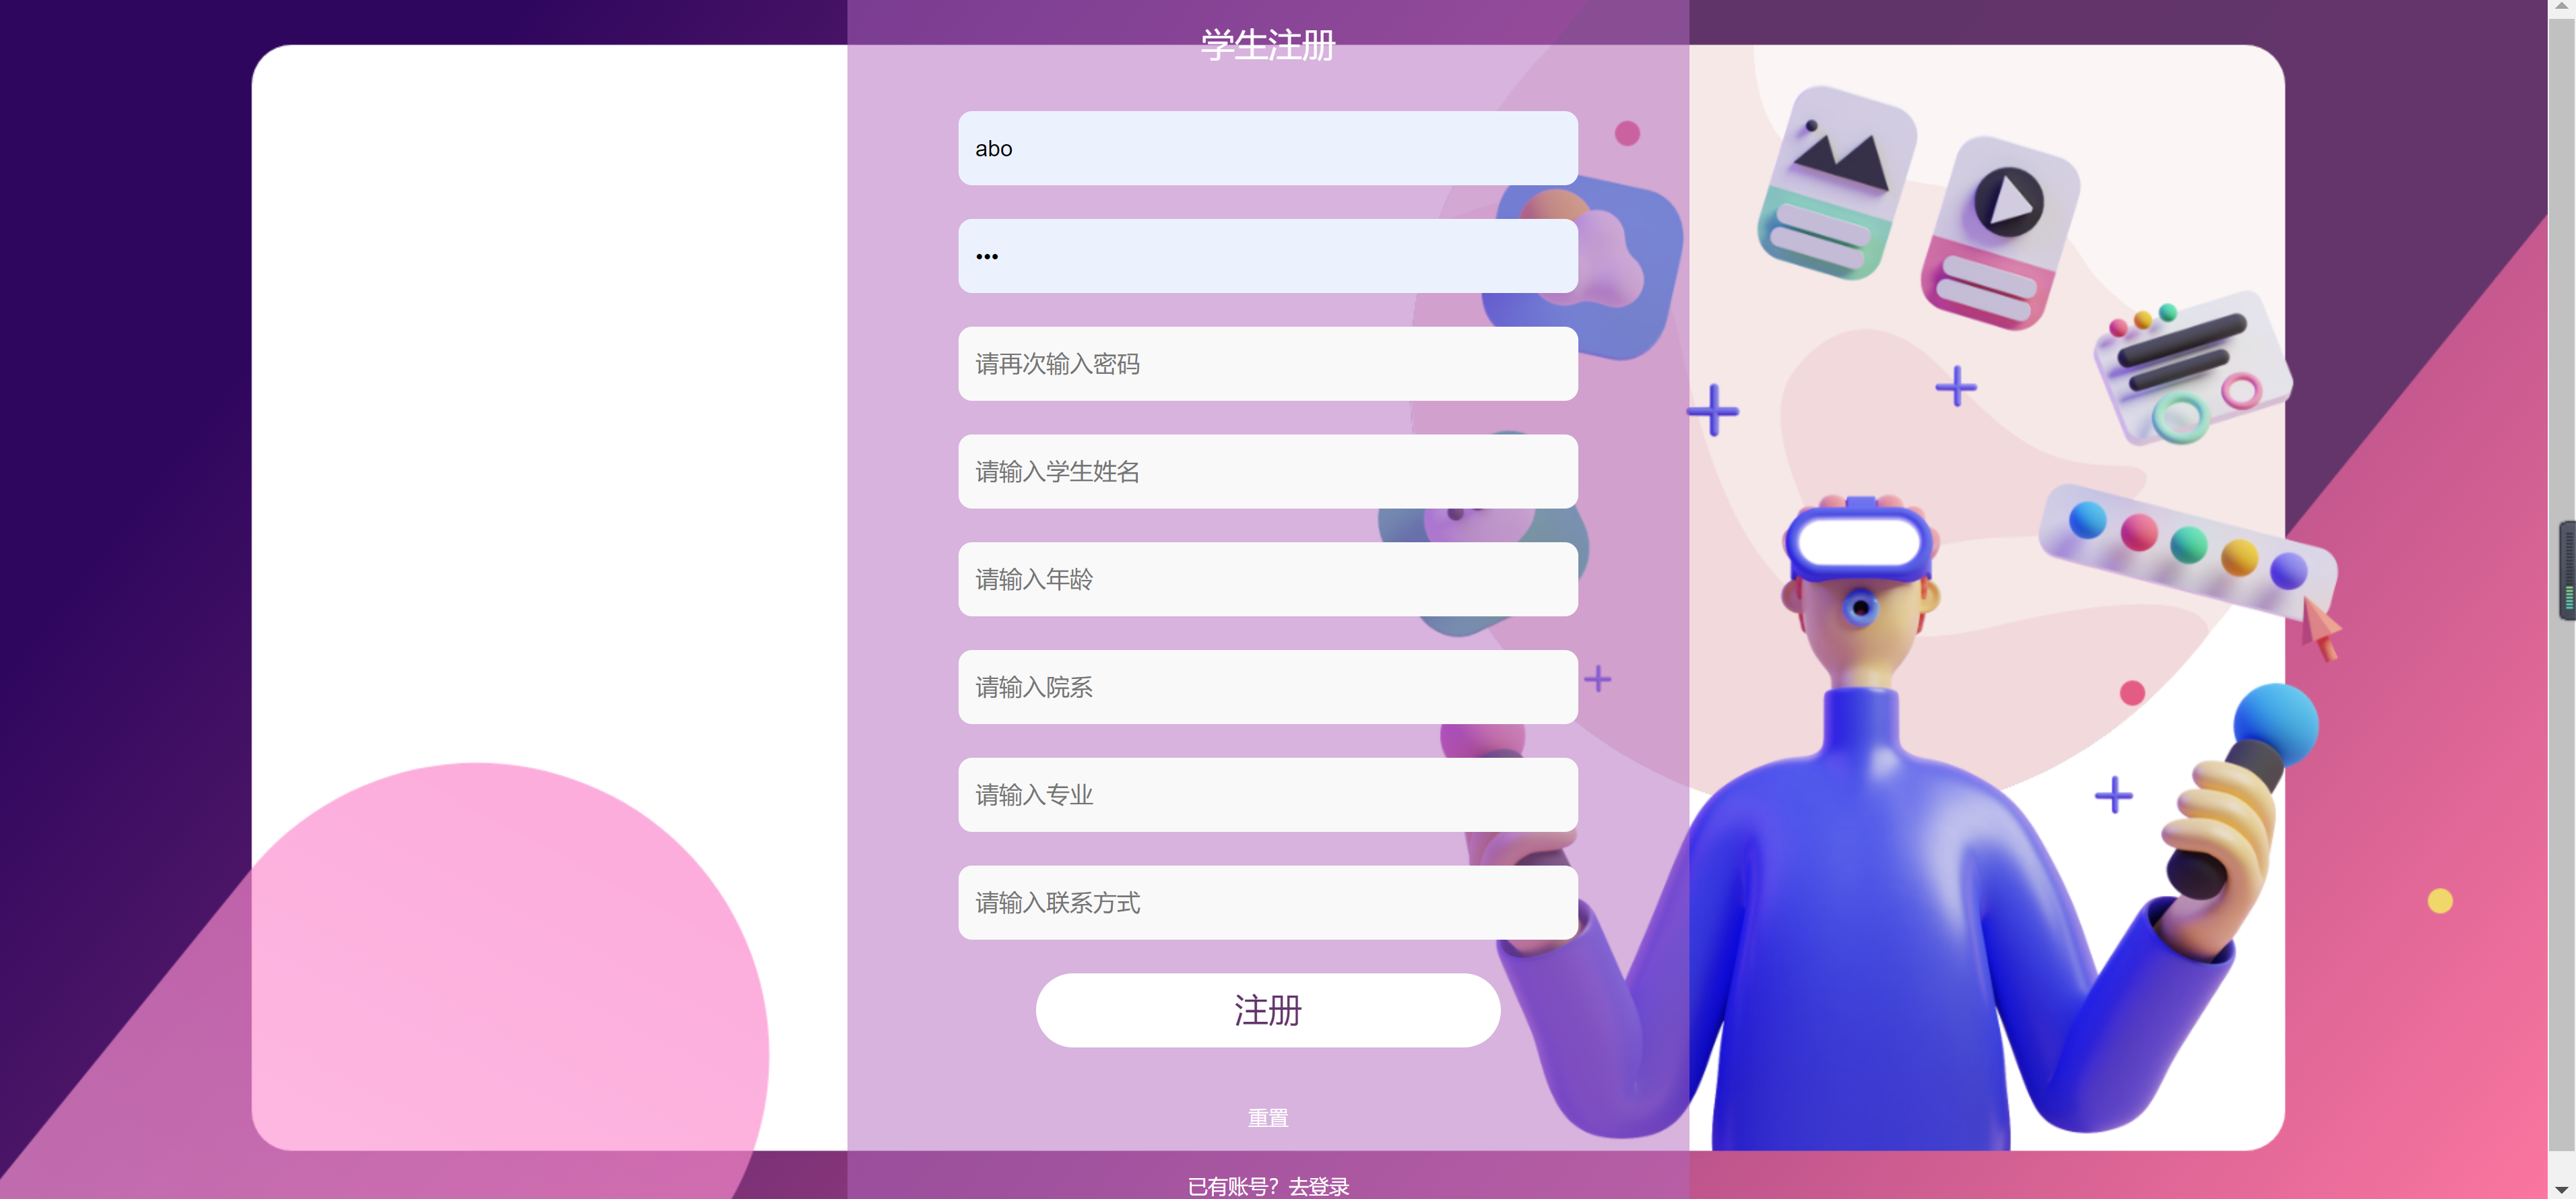 学生注册
abo
•••
请再次输入密码
请输入学生姓名
请输入年龄
请输入院系
请输入专业
请输入联系方式
注册
重置
已有账号？去登录